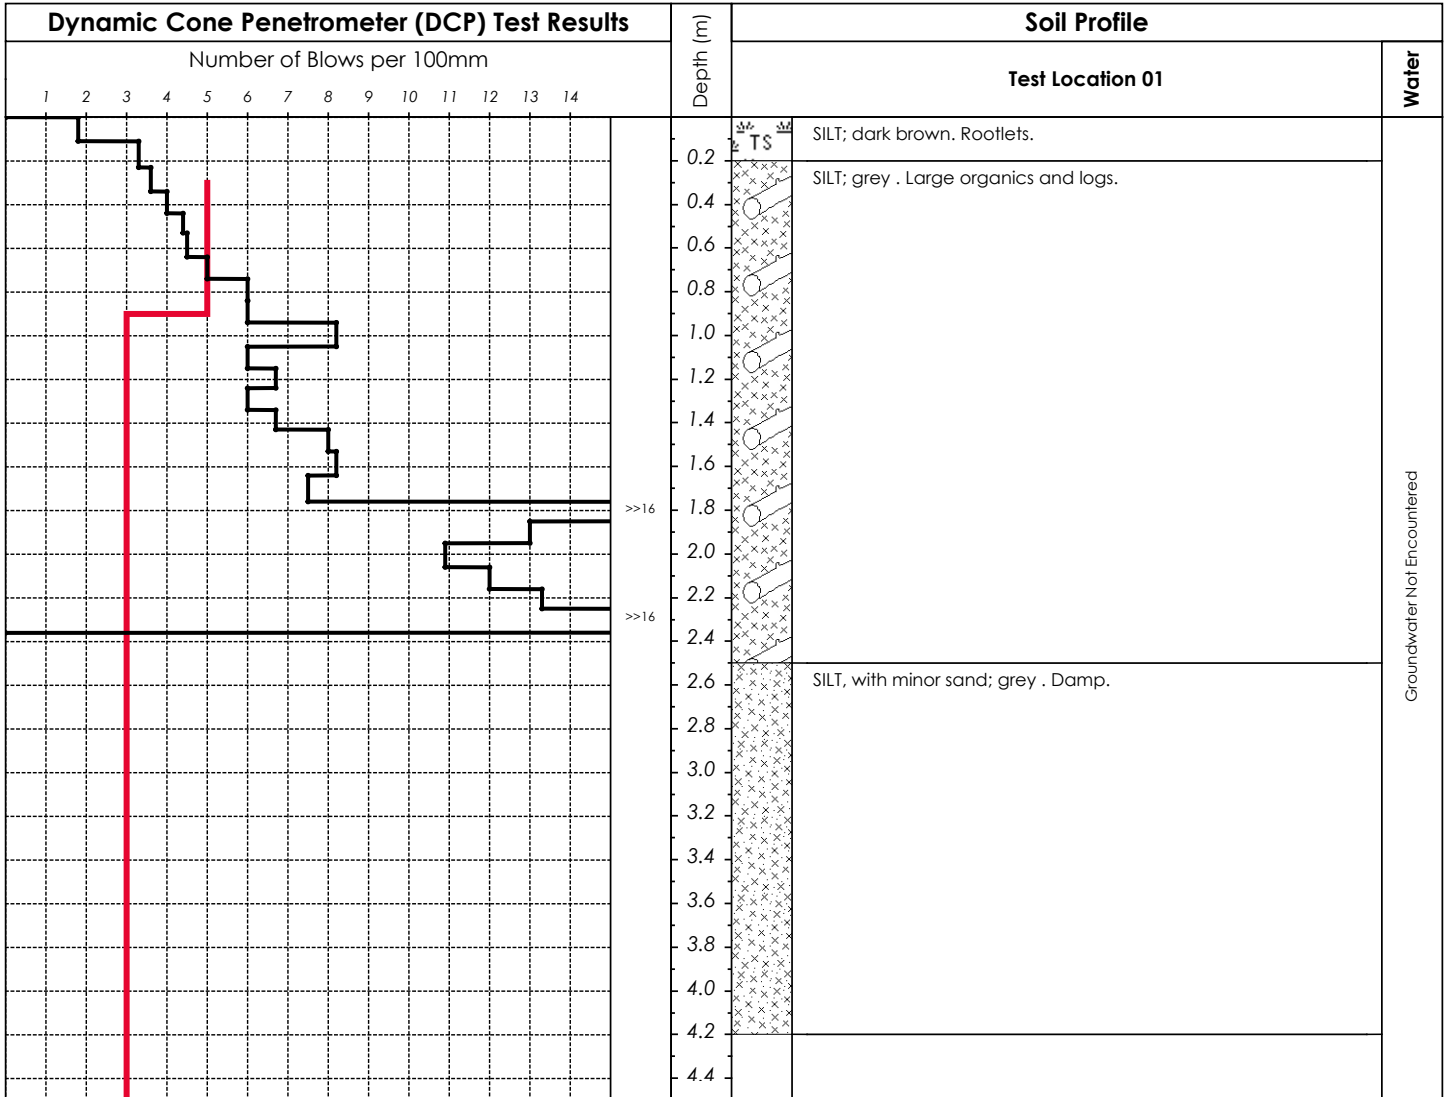 Dynamic Cone Penetrometer (DCP) Test Results
Number of Blows per 100mm
1 2 3 4 5 6 7 8 9 10 11 12 13 14
Depth (m)
Soil Profile
Test Location 01
Water
TS
SILT; dark brown. Rootlets.
0.2
SILT; grey . Large organics and logs.
0.4
0.6
0.8
1.0
1.2
1.4
1.6
>>16
1.8
2.0
2.2
>>16
2.4
2.6
SILT, with minor sand; grey . Damp.
2.8
3.0
3.2
3.4
3.6
3.8
4.0
4.2
4.4
Groundwater Not Encountered